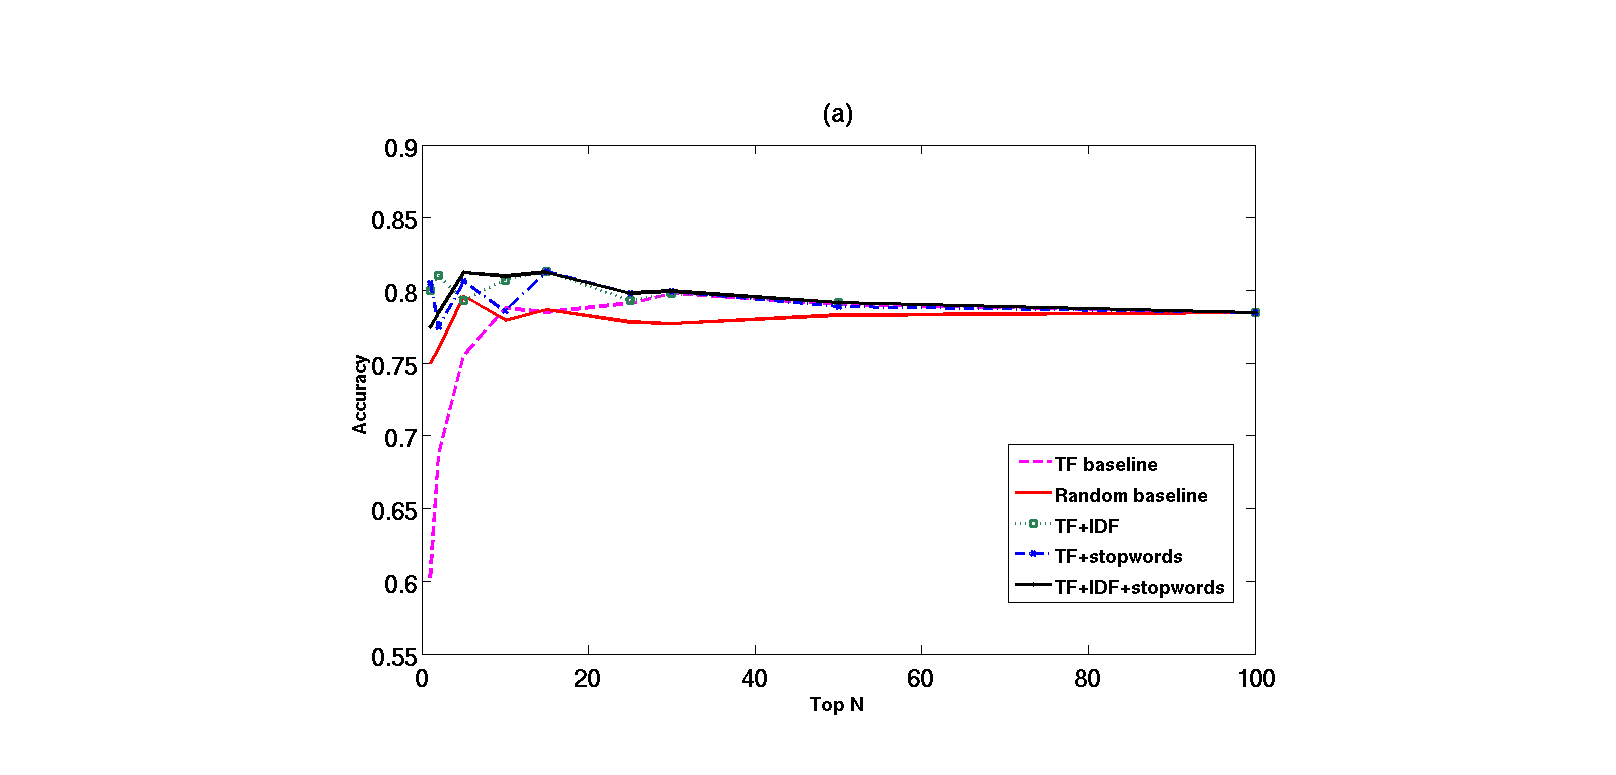 (a)
0.9
0.85
0.8
0.75
0.7
0.65
0.6
0.55
Accuracy
0 20 40 60 80 100
Top N
TF baseline
Random baseline
TF+IDF
TF+stopwords
TF+IDF+stopwords